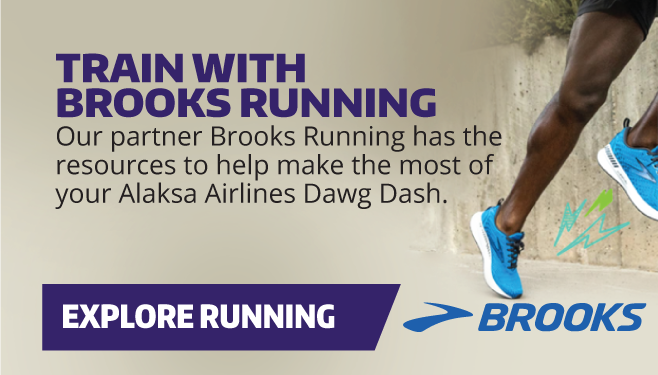 TRAIN WITH
BROOKS RUNNING
Our partner Brooks Running has the
resources to help make the most of
your Alaksa Airlines Dawg Dash.
EXPLORE RUNNING
BROOKS